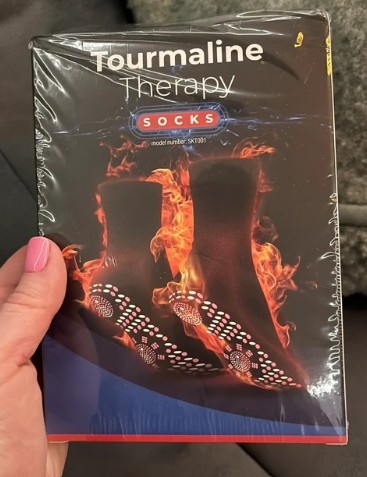 Tourmaline
Therapy
SOCKS
model number: SKT001